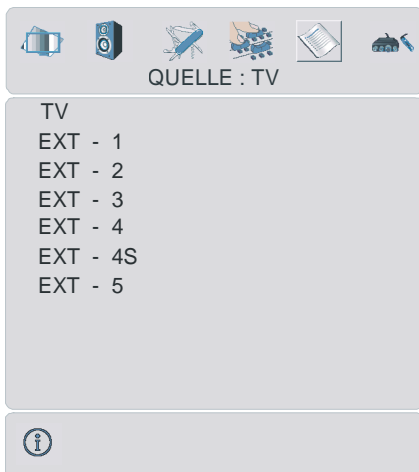 QUELLE : TV
TV
EXT - 1
EXT - 2
EXT - 3
EXT - 4
EXT - 4S
EXT - 5